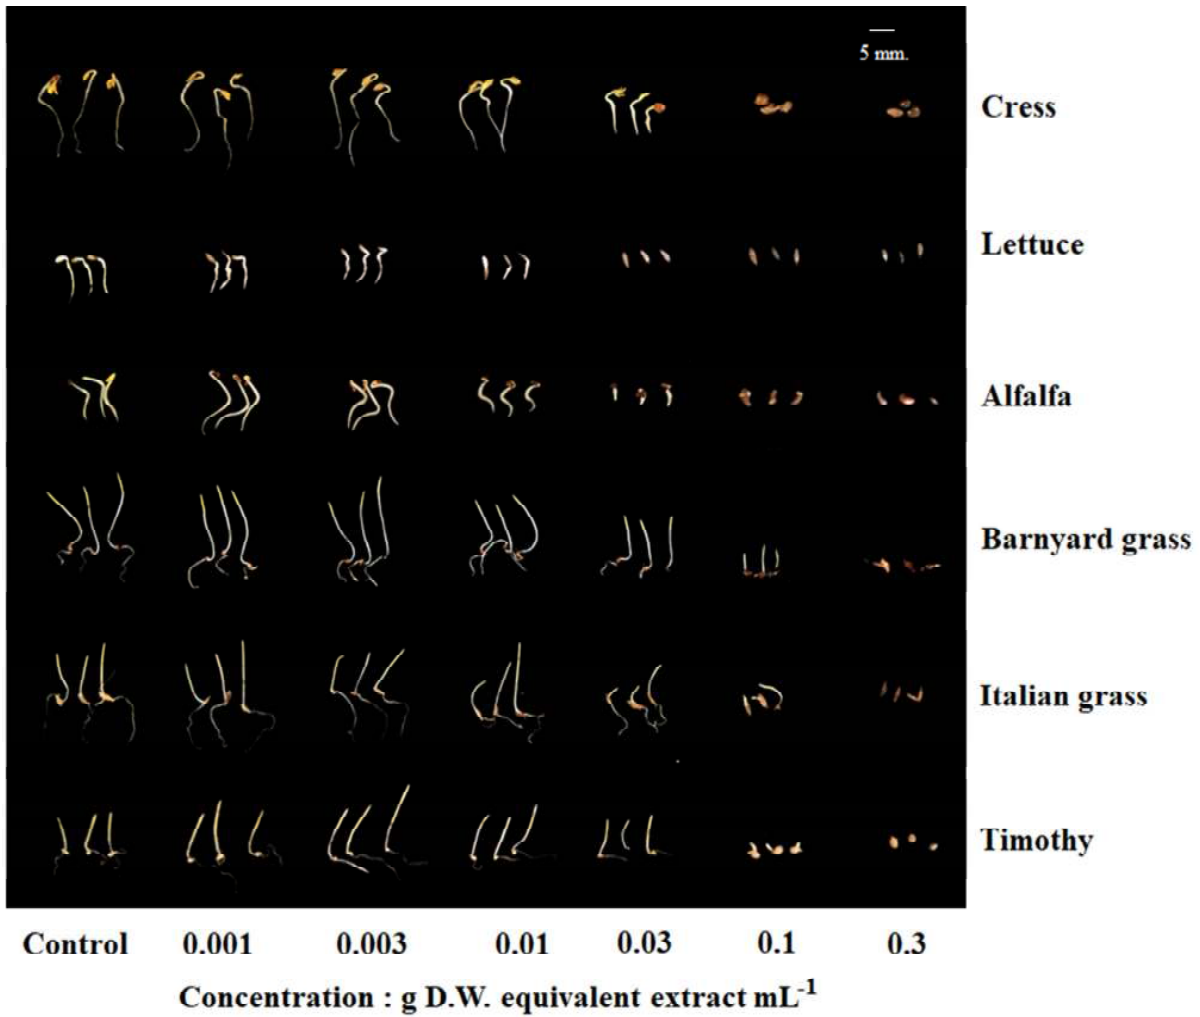 5 mm.
Cress
Lettuce
Alfalfa
Barnyard grass
Italian grass
Timothy
Control 0.001 0.003 0.01 0.03 0.1 0.3
Concentration : g D.W. equivalent extract mL-1